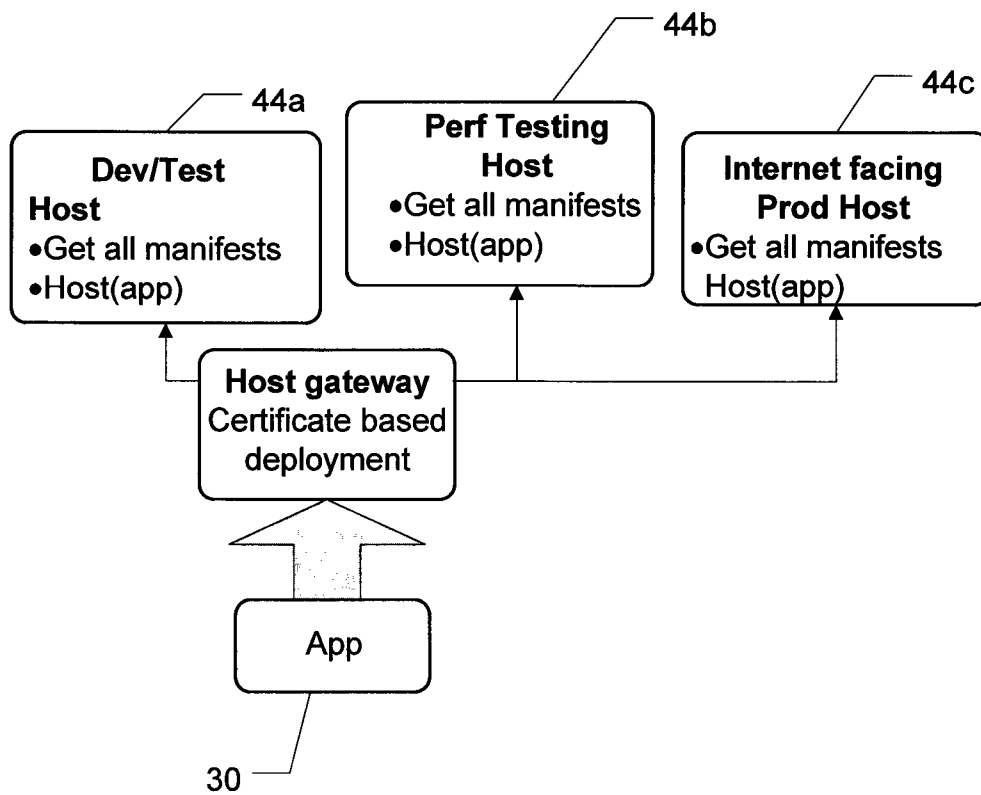 44b
44a
44c
Dev/Test
Host
•Get all manifests
•Host(app)
Perf Testing
Host
•Get all manifests
•Host(app)
Internet facing
Prod Host
•Get all manifests
Host(app)
Host gateway
Certificate based
deployment
App
30